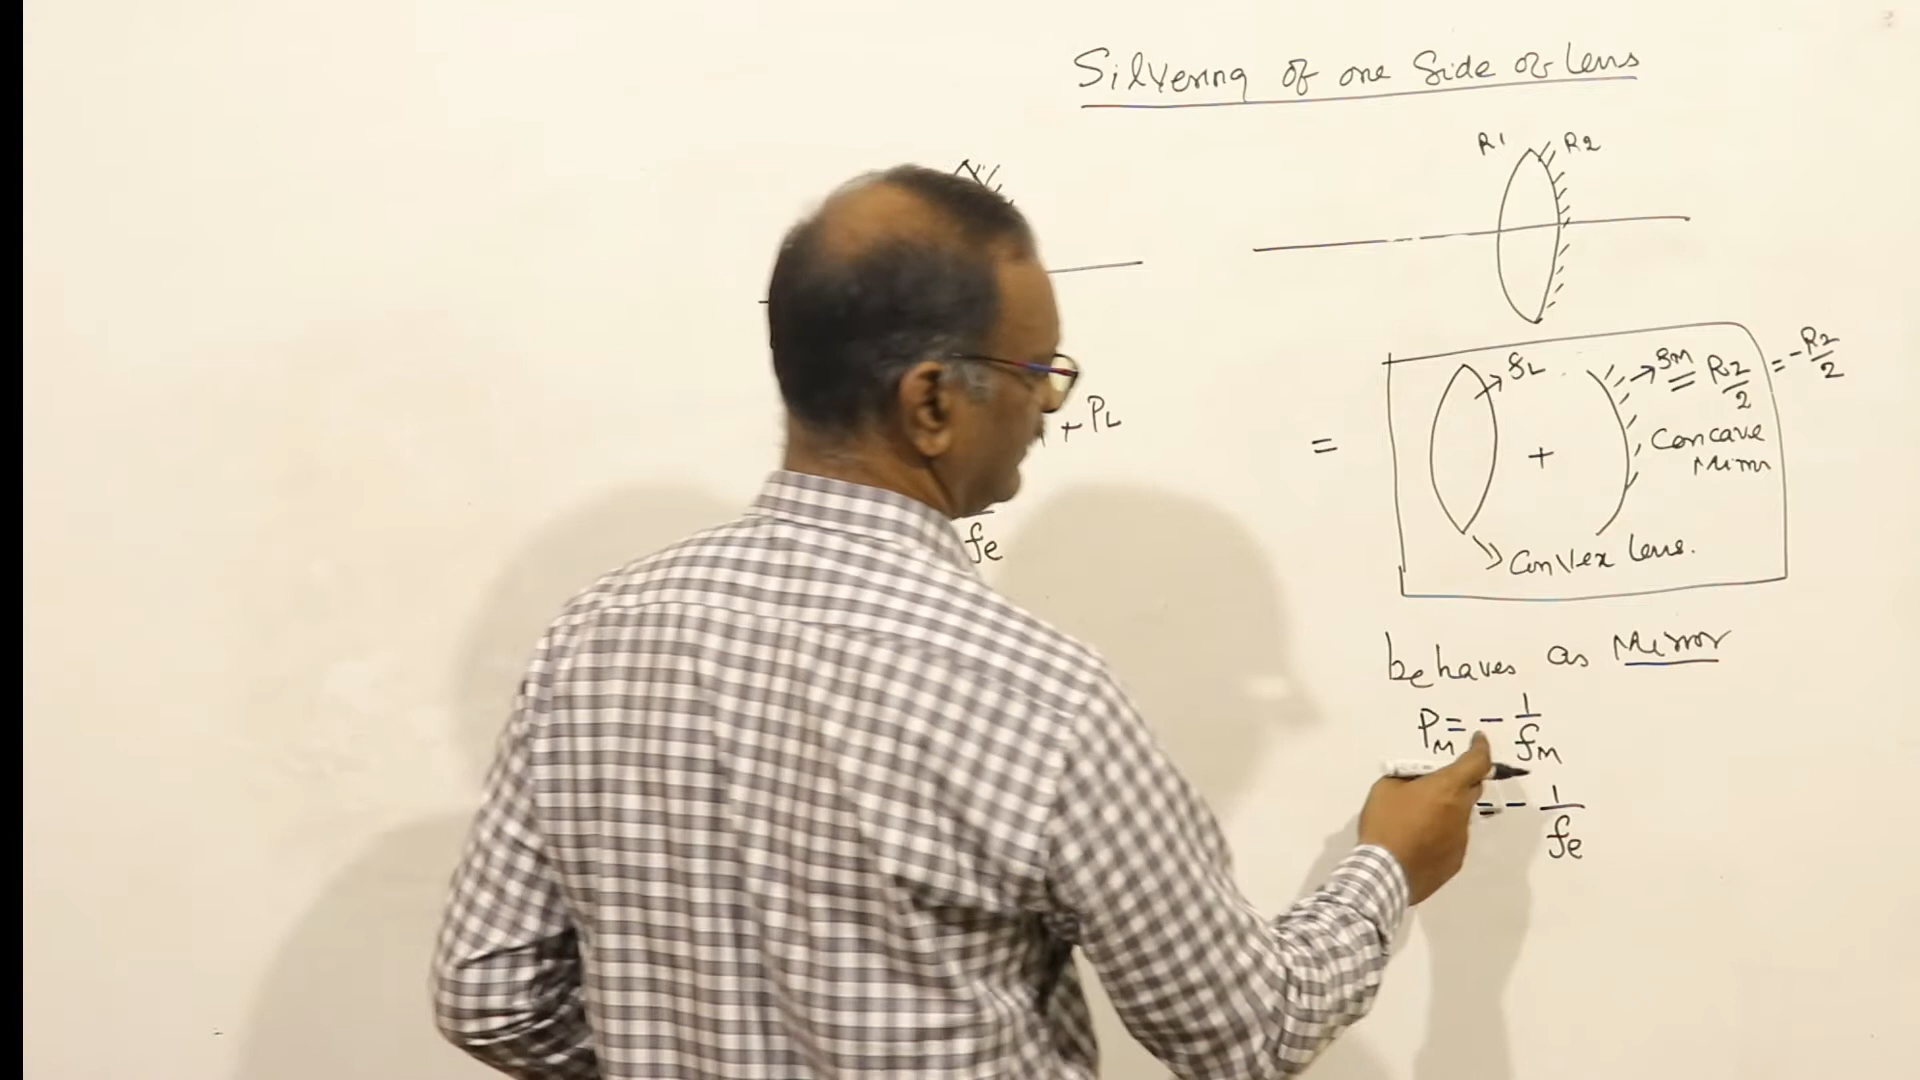 Silvering of one Side of Lens
R1 R2
+ PL
fe
fL
fM = R2/2 = -R2/2
=
+
Concave
Mirror
Convex Lens.
behaves as Mirror
PM = - 1/fM
= - 1/fe